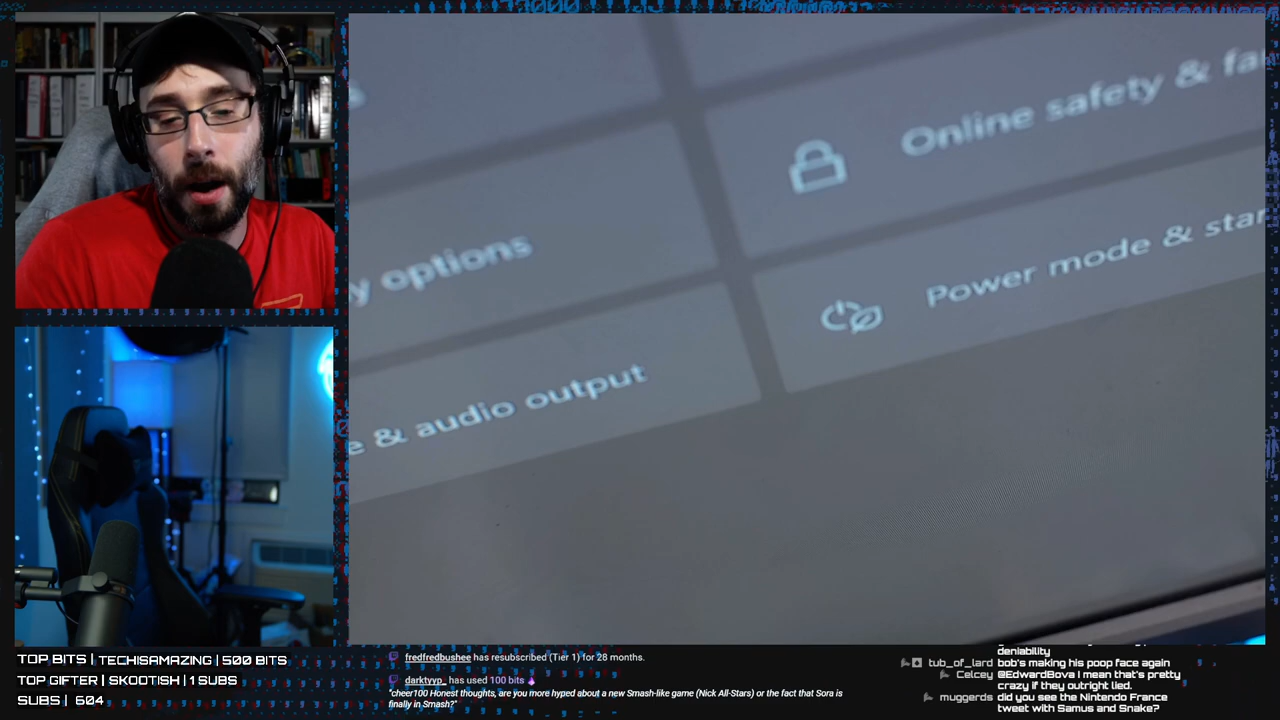 Online safety & fa
y options
Power mode & star
e & audio output
TOP BITS | TECHISAMAZING | 500 BITS
TOP GIFTER | SKOOTISH | 1 SUBS
SUBS | 604
fredfredbushee has resubscribed (Tier 1) for 28 months.
darktvyp_ has used 100 bits
"cheer100 Honest thoughts, are you more hyped about a new Smash-like game (Nick All-Stars) or the fact that Sora is
finally in Smash?"
deniability
tub_of_lard bob's making his poop face again
Celcey @EdwardBova I mean that's pretty
crazy if they outright lied.
muggerds did you see the Nintendo France
tweet with Samus and Snake?